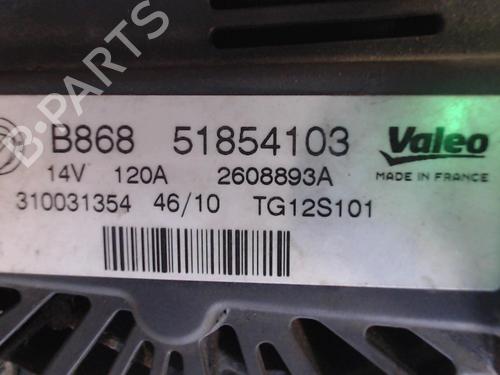 B868 51854103 Valeo
14V 120A 2608893A MADE IN FRANCE
310031354 46/10 TG12S101
B-PARTS